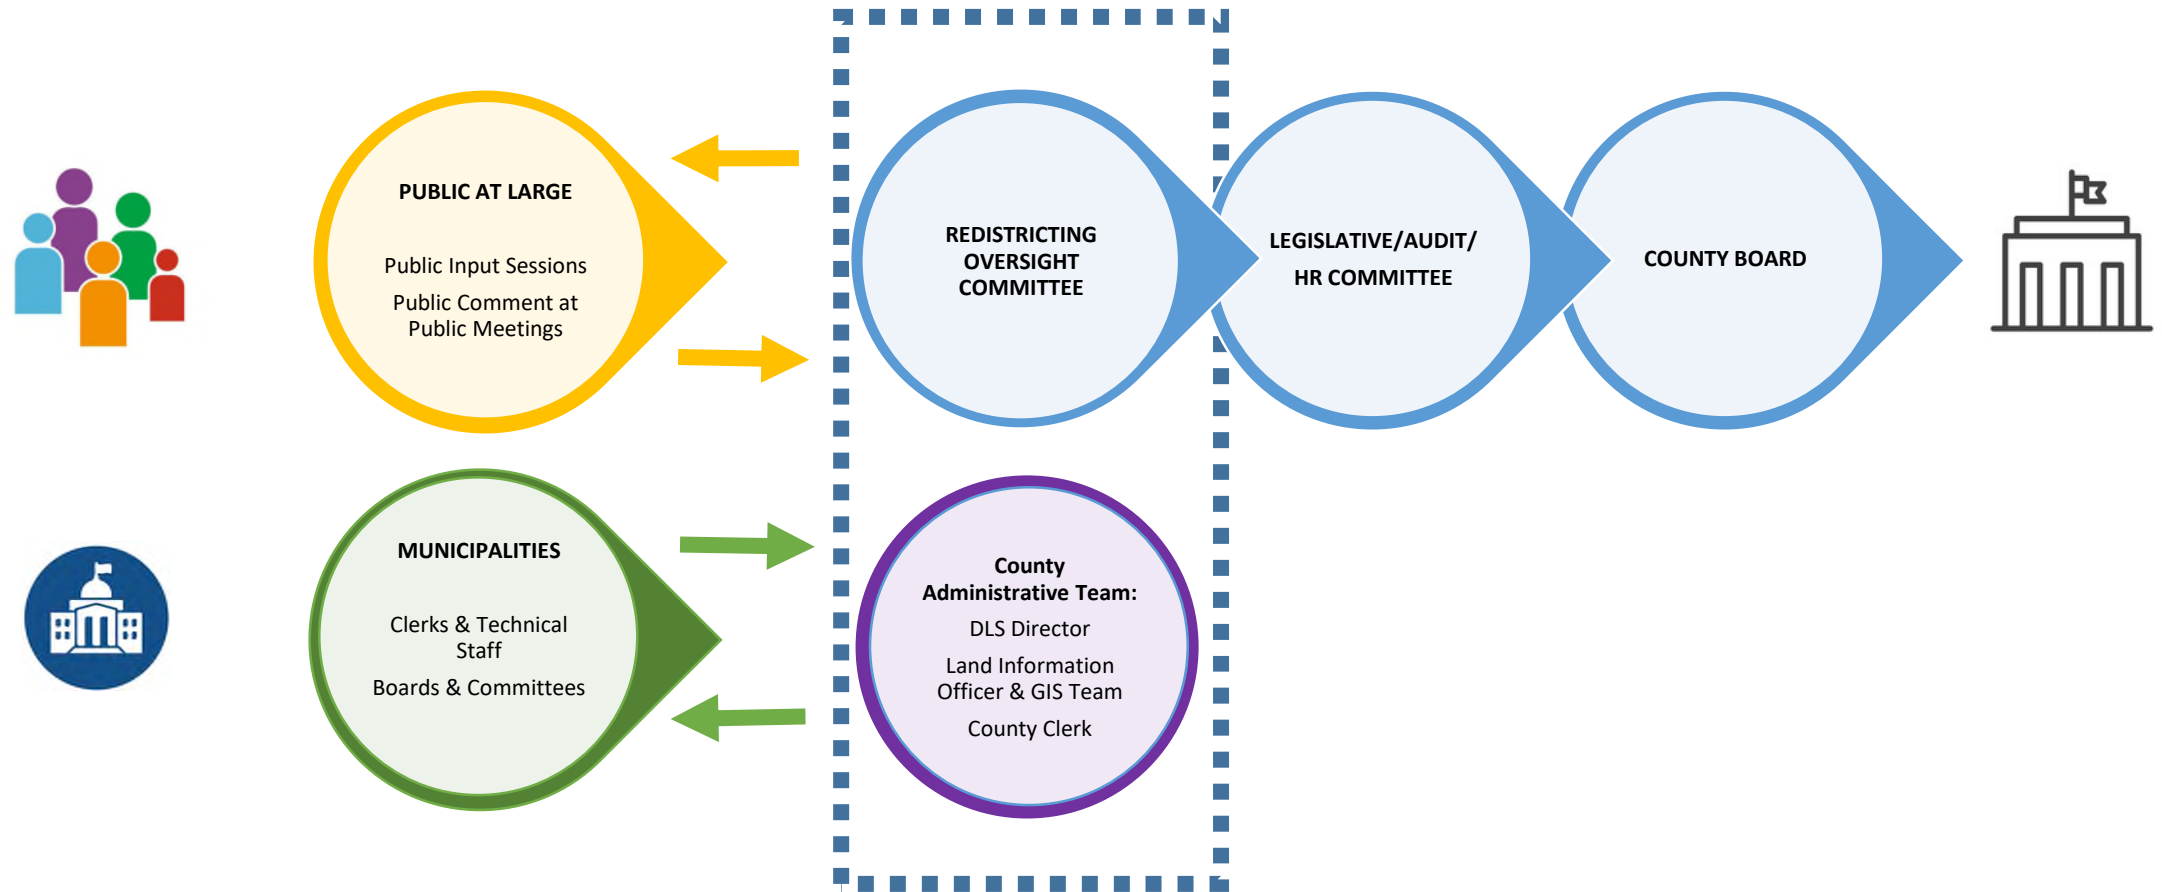 PUBLIC AT LARGE
Public Input Sessions
Public Comment at
Public Meetings
REDISTRICTING
OVERSIGHT
COMMITTEE
LEGISLATIVE/AUDIT/
HR COMMITTEE
COUNTY BOARD
MUNICIPALITIES
Clerks & Technical
Staff
Boards & Committees
County
Administrative Team:
DLS Director
Land Information
Officer & GIS Team
County Clerk